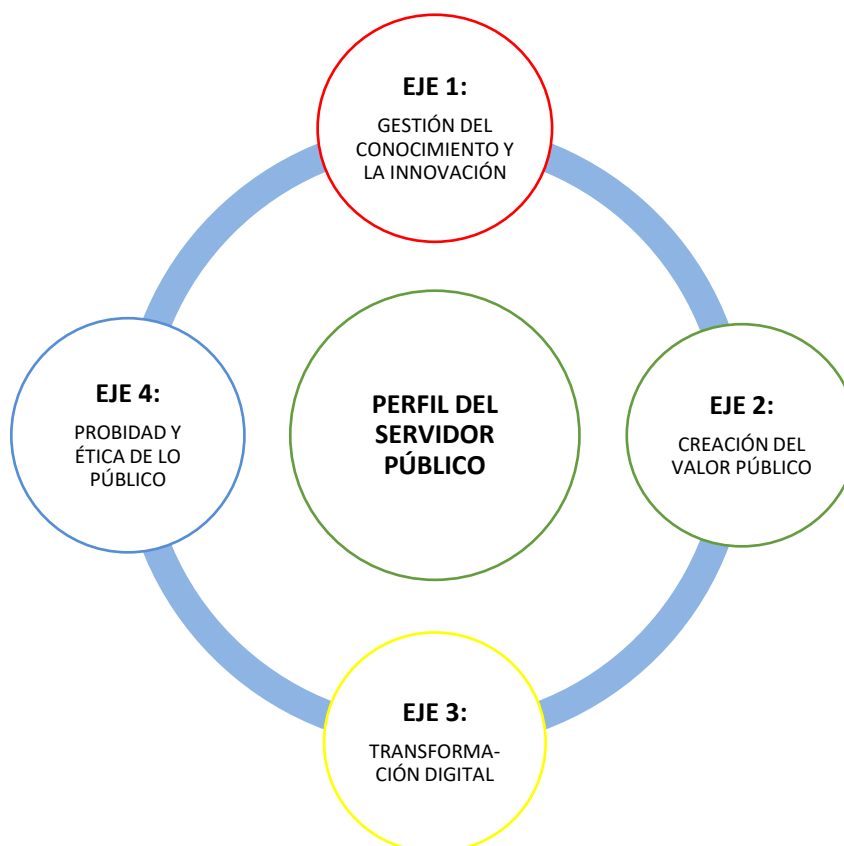 EJE 1:
GESTIÓN DEL
CONOCIMIENTO Y
LA INNOVACIÓN
EJE 4:
PROBIDAD Y
ÉTICA DE LO
PÚBLICO
PERFIL DEL
SERVIDOR
PÚBLICO
EJE 2:
CREACIÓN DEL
VALOR PÚBLICO
EJE 3:
TRANSFORMA-
CIÓN DIGITAL